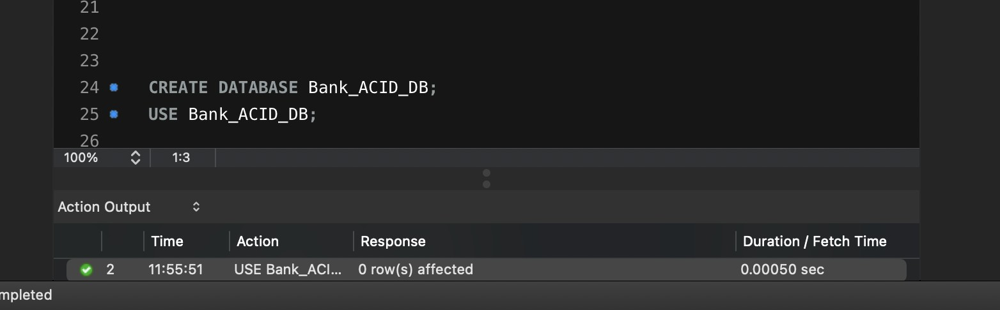 21
22
23
24 CREATE DATABASE Bank_ACID_DB;
25 USE Bank_ACID_DB;
26
100% 1:3
Action Output
Time Action Response Duration / Fetch Time
2 11:55:51 USE Bank_ACI... 0 row(s) affected 0.00050 sec
mpleted